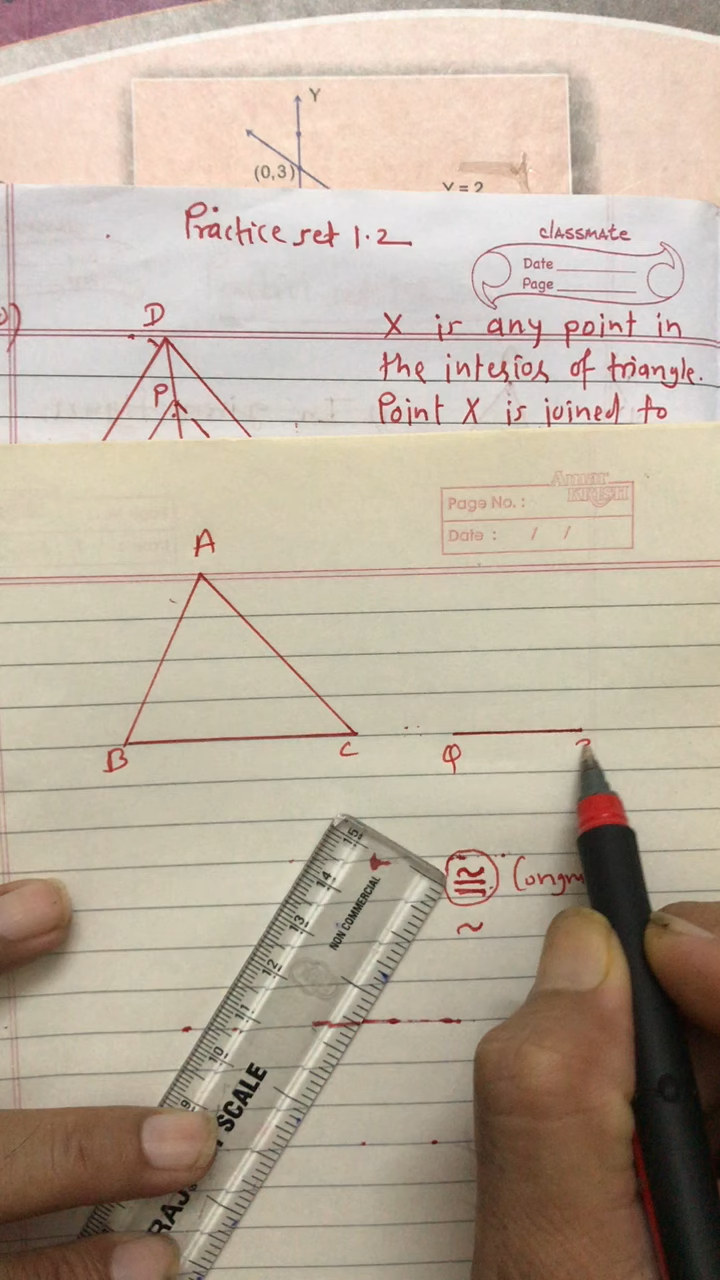 Y
(0,3)
Practice set 1.2
classmate
Date
Page
D
X is any point in
the interior of triangle.
P
Point X is joined to
Page No. :
Date : / /
A
B
C
Q
≅
~
15
14
13
12
11
10
9
NON COMMERCIAL
SCALE